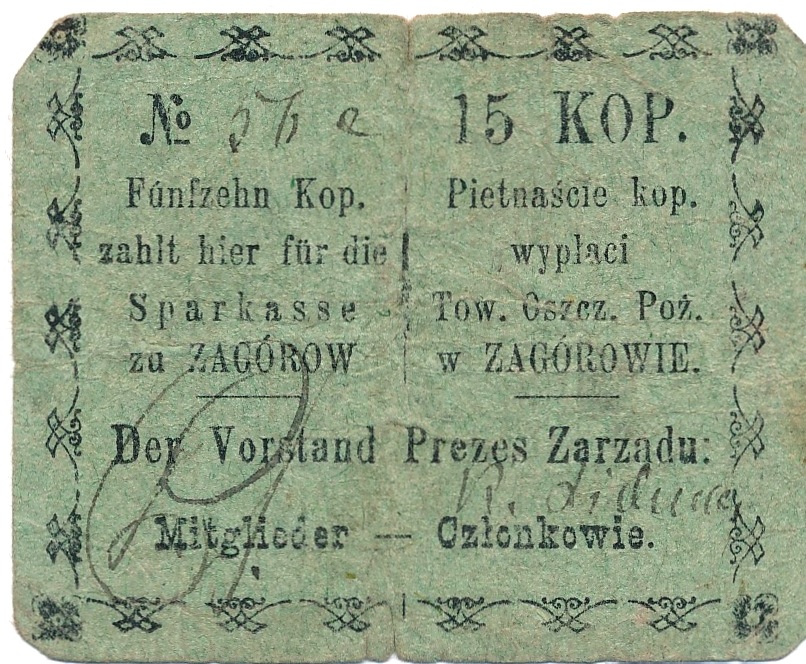 № 15 KOP.
Fúnfzehn Kop.
zahlt hier für die
Sparkasse
zu ZAGÓROW
Pietnaście kop.
wyplaci
Tow. Oszcz. Poż.
w ZAGÓROWIE.
Der Vorstand Prezes Zarzadu:
Mitglieder — Członkowie.